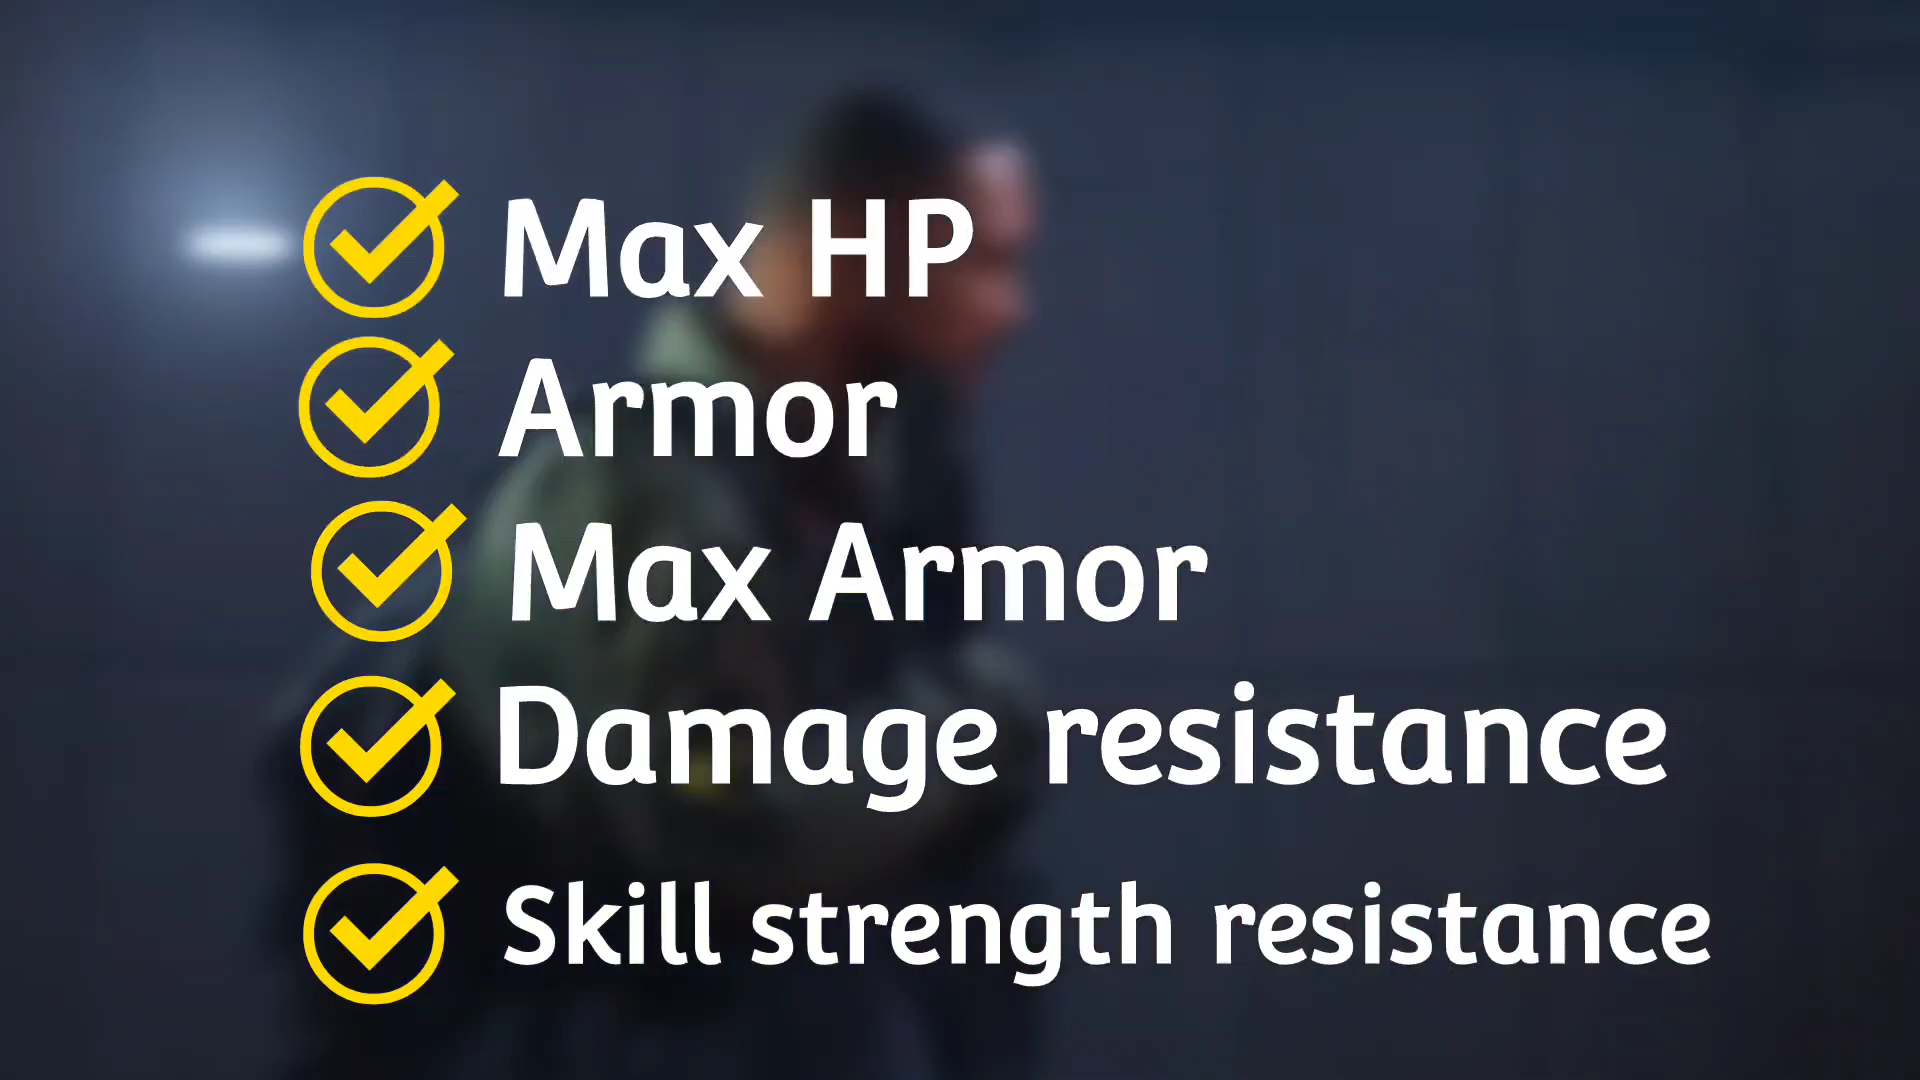 Max HP
Armor
Max Armor
Damage resistance
Skill strength resistance